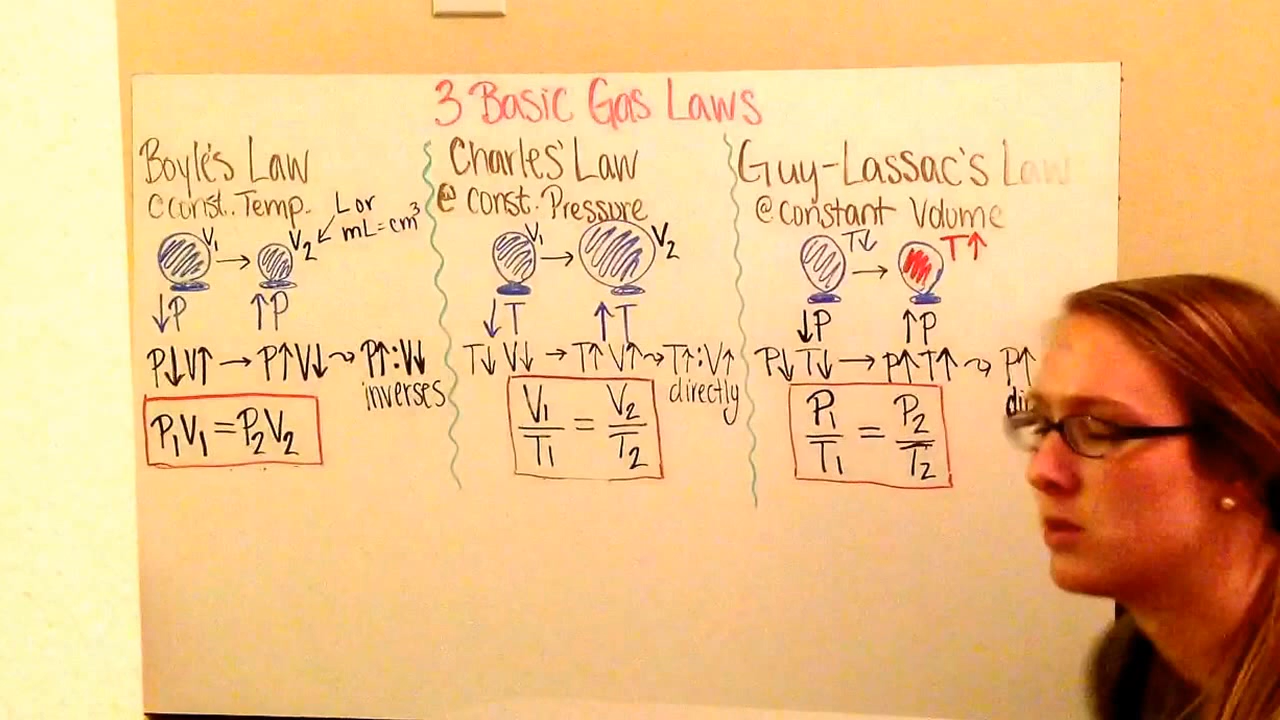 3 Basic Gas Laws
Boyle's Law
@const. Temp.
L or
mL = cm³
V₁ → V₂
↓P ↑P
P↓V↑ → P↑V↓ ⤳ P↑:V↓
inverses
P₁V₁ = P₂V₂
Charles' Law
@ const. Pressure
V₁ → V₂
↓T ↑T
T↓ V↓ → T↑ V↑ ⤳ T↑:V↑
directly
V₁/T₁ = V₂/T₂
Guy-Lassac's Law
@constant Volume
T↓ → T↑
↓P ↑P
P↓ T↓ → P↑T↑ ⤳ P↑
P₁/T₁ = P₂/T₂